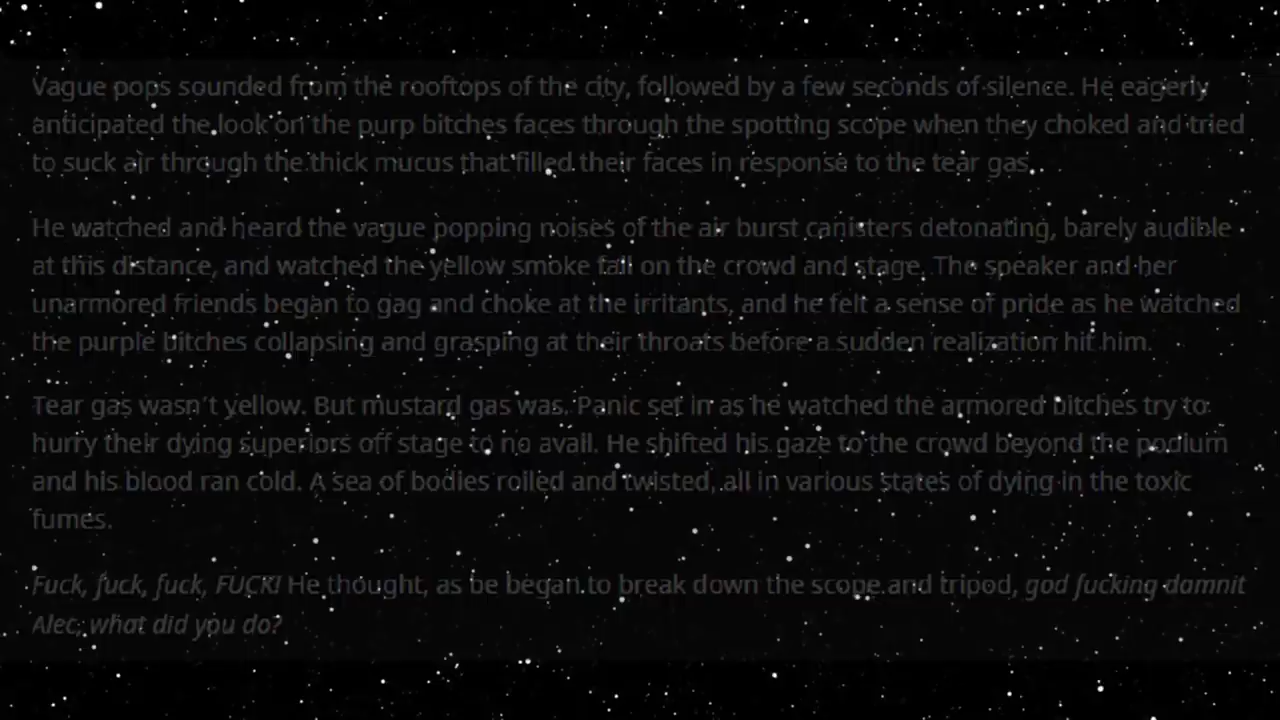 Vague pops sounded from the rooftops of the city, followed by a few seconds of silence. He eagerly
anticipated the look on the purp bitches faces through the spotting scope when they choked and tried
to suck air through the thick mucus that filled their faces in response to the tear gas.
He watched and heard the vague popping noises of the air burst canisters detonating, barely audible
at this distance, and watched the yellow smoke fall on the crowd and stage. The speaker and her
unarmored friends began to gag and choke at the irritants, and he felt a sense of pride as he watched
the purple bitches collapsing and grasping at their throats before a sudden realization hit him.
Tear gas wasn't yellow. But mustard gas was. Panic set in as he watched the armored bitches try to
hurry their dying superiors off stage to no avail. He shifted his gaze to the crowd beyond the podium
and his blood ran cold. A sea of bodies rolled and twisted, all in various states of dying in the toxic
fumes.
Fuck, fuck, fuck, FUCK! He thought, as he began to break down the scope and tripod, god fucking damnit
Alec, what did you do?